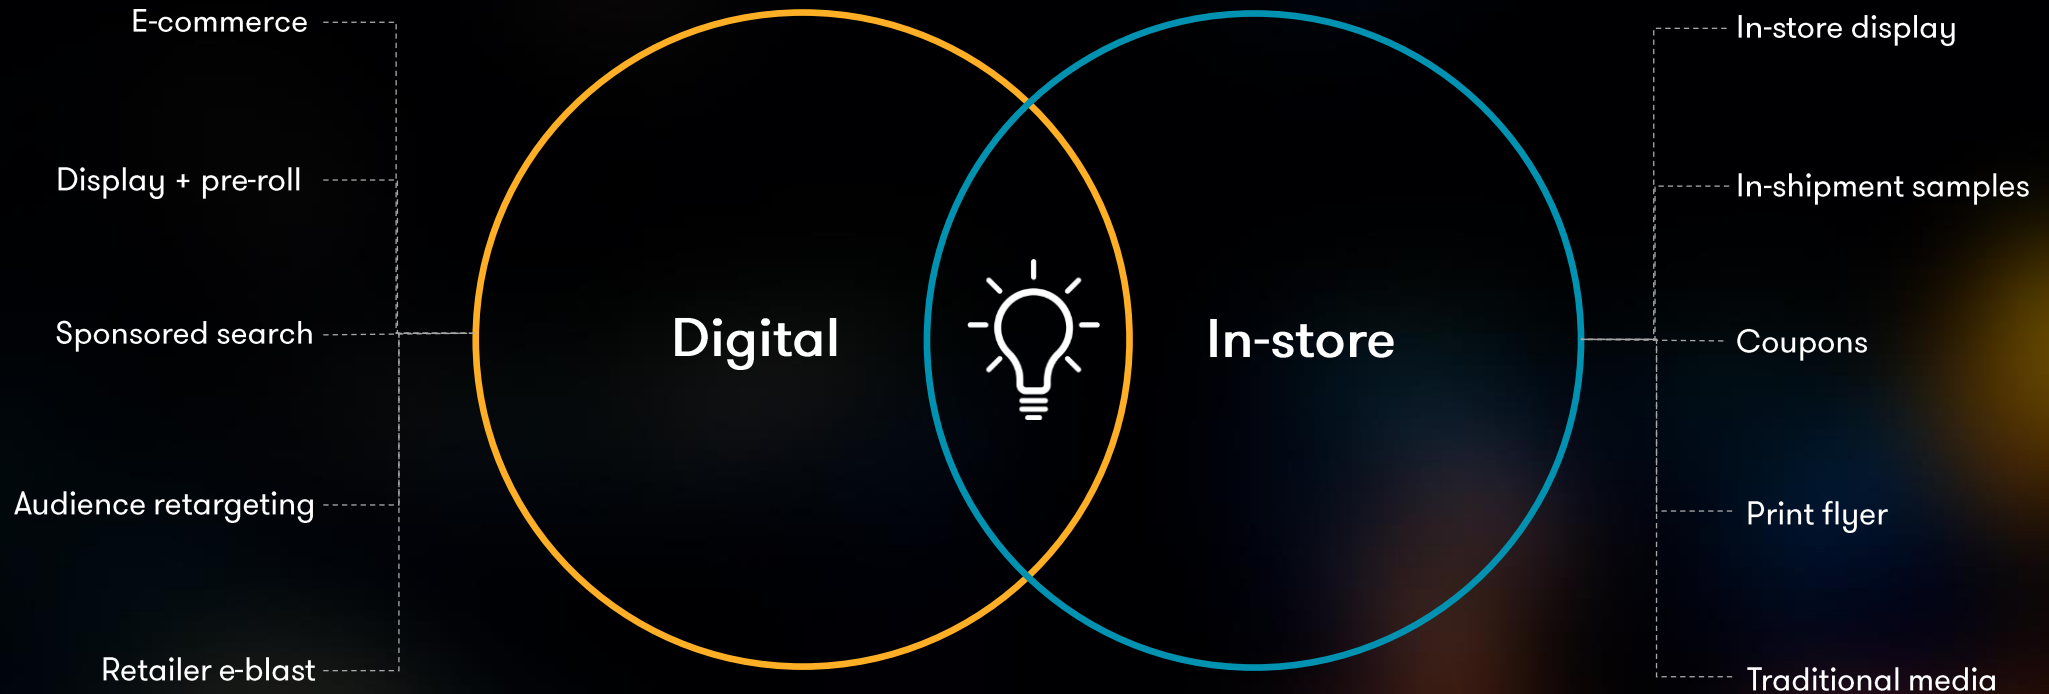 E-commerce
Display + pre-roll
Sponsored search
Audience retargeting
Retailer e-blast
Digital
In-store
In-store display
In-shipment samples
Coupons
Print flyer
Traditional media